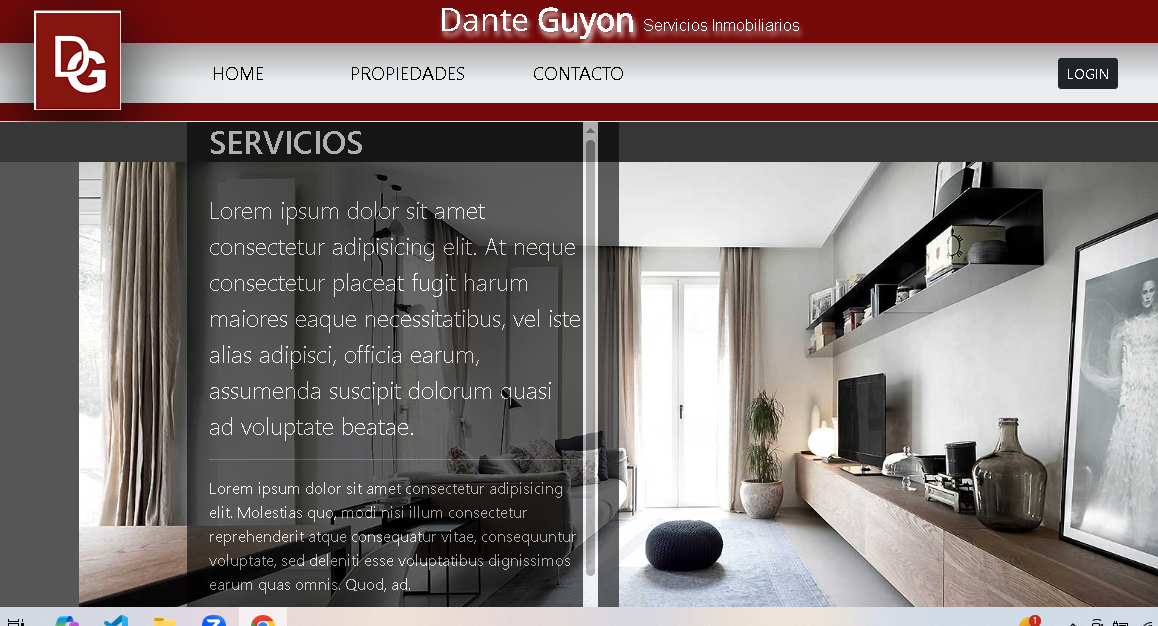 Dante Guyon Servicios Inmobiliarios
DG
HOME PROPIEDADES CONTACTO LOGIN
SERVICIOS
Lorem ipsum dolor sit amet
consectetur adipisicing elit. At neque
consectetur placeat fugit harum
maiores eaque necessitatibus, vel iste
alias adipisci, officia earum,
assumenda suscipit dolorum quasi
ad voluptate beatae.
Lorem ipsum dolor sit amet consectetur adipisicing
elit. Molestias quo, modi nisi illum consectetur
reprehenderit atque consequatur vitae, consequuntur
voluptate, sed deleniti esse voluptatibus dignissimos
earum quas omnis. Quod, ad.
1